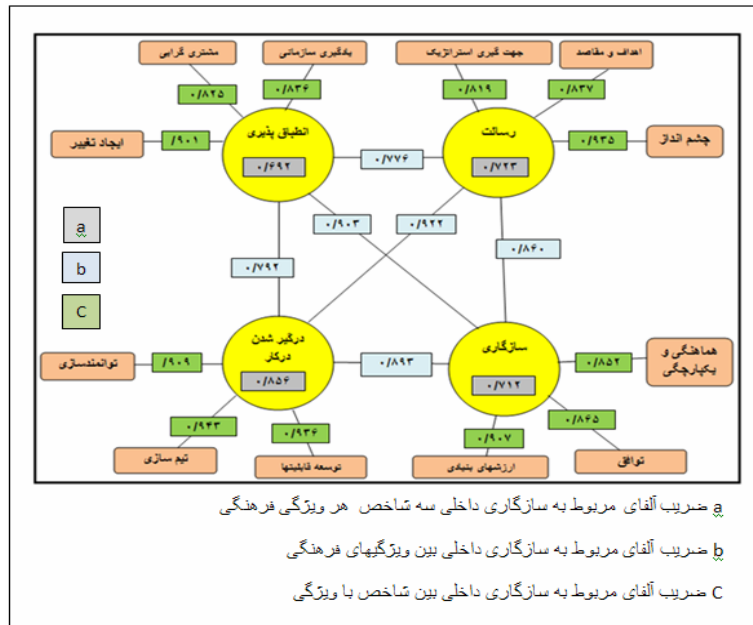 مشتری گرایی
یادگیری سازمانی
جهت گیری استراتژیک
اهداف و مقاصد
۰/۸۲۵
۰/۸۳۶
۰/۸۱۹
۰/۸۳۷
ایجاد تغییر
/۹۰۱
انطباق پذیری
۰/۶۹۲
۰/۷۷۶
رسالت
۰/۷۲۳
۰/۹۳۵
چشم انداز
۰/۹۰۳
۰/۹۲۲
۰/۸۶۰
۰/۷۹۲
a
b
C
توانمندسازی
/۹۰۹
درگیر شدن
درکار
۰/۸۵۶
۰/۸۹۳
سازگاری
۰/۷۱۲
۰/۸۵۲
هماهنگی و
یکپارچگی
۰/۹۴۳
۰/۹۳۶
۰/۹۰۷
۰/۸۶۵
تیم سازی
توسعه قابلیتها
ارزشهای بنیادی
توافق
a ضریب آلفای مربوط به سازگاری داخلی سه شاخص هر ویژگی فرهنگی
b ضریب آلفای مربوط به سازگاری داخلی بین ویژگیهای فرهنگی
C ضریب آلفای مربوط به سازگاری داخلی بین شاخص با ویژگی